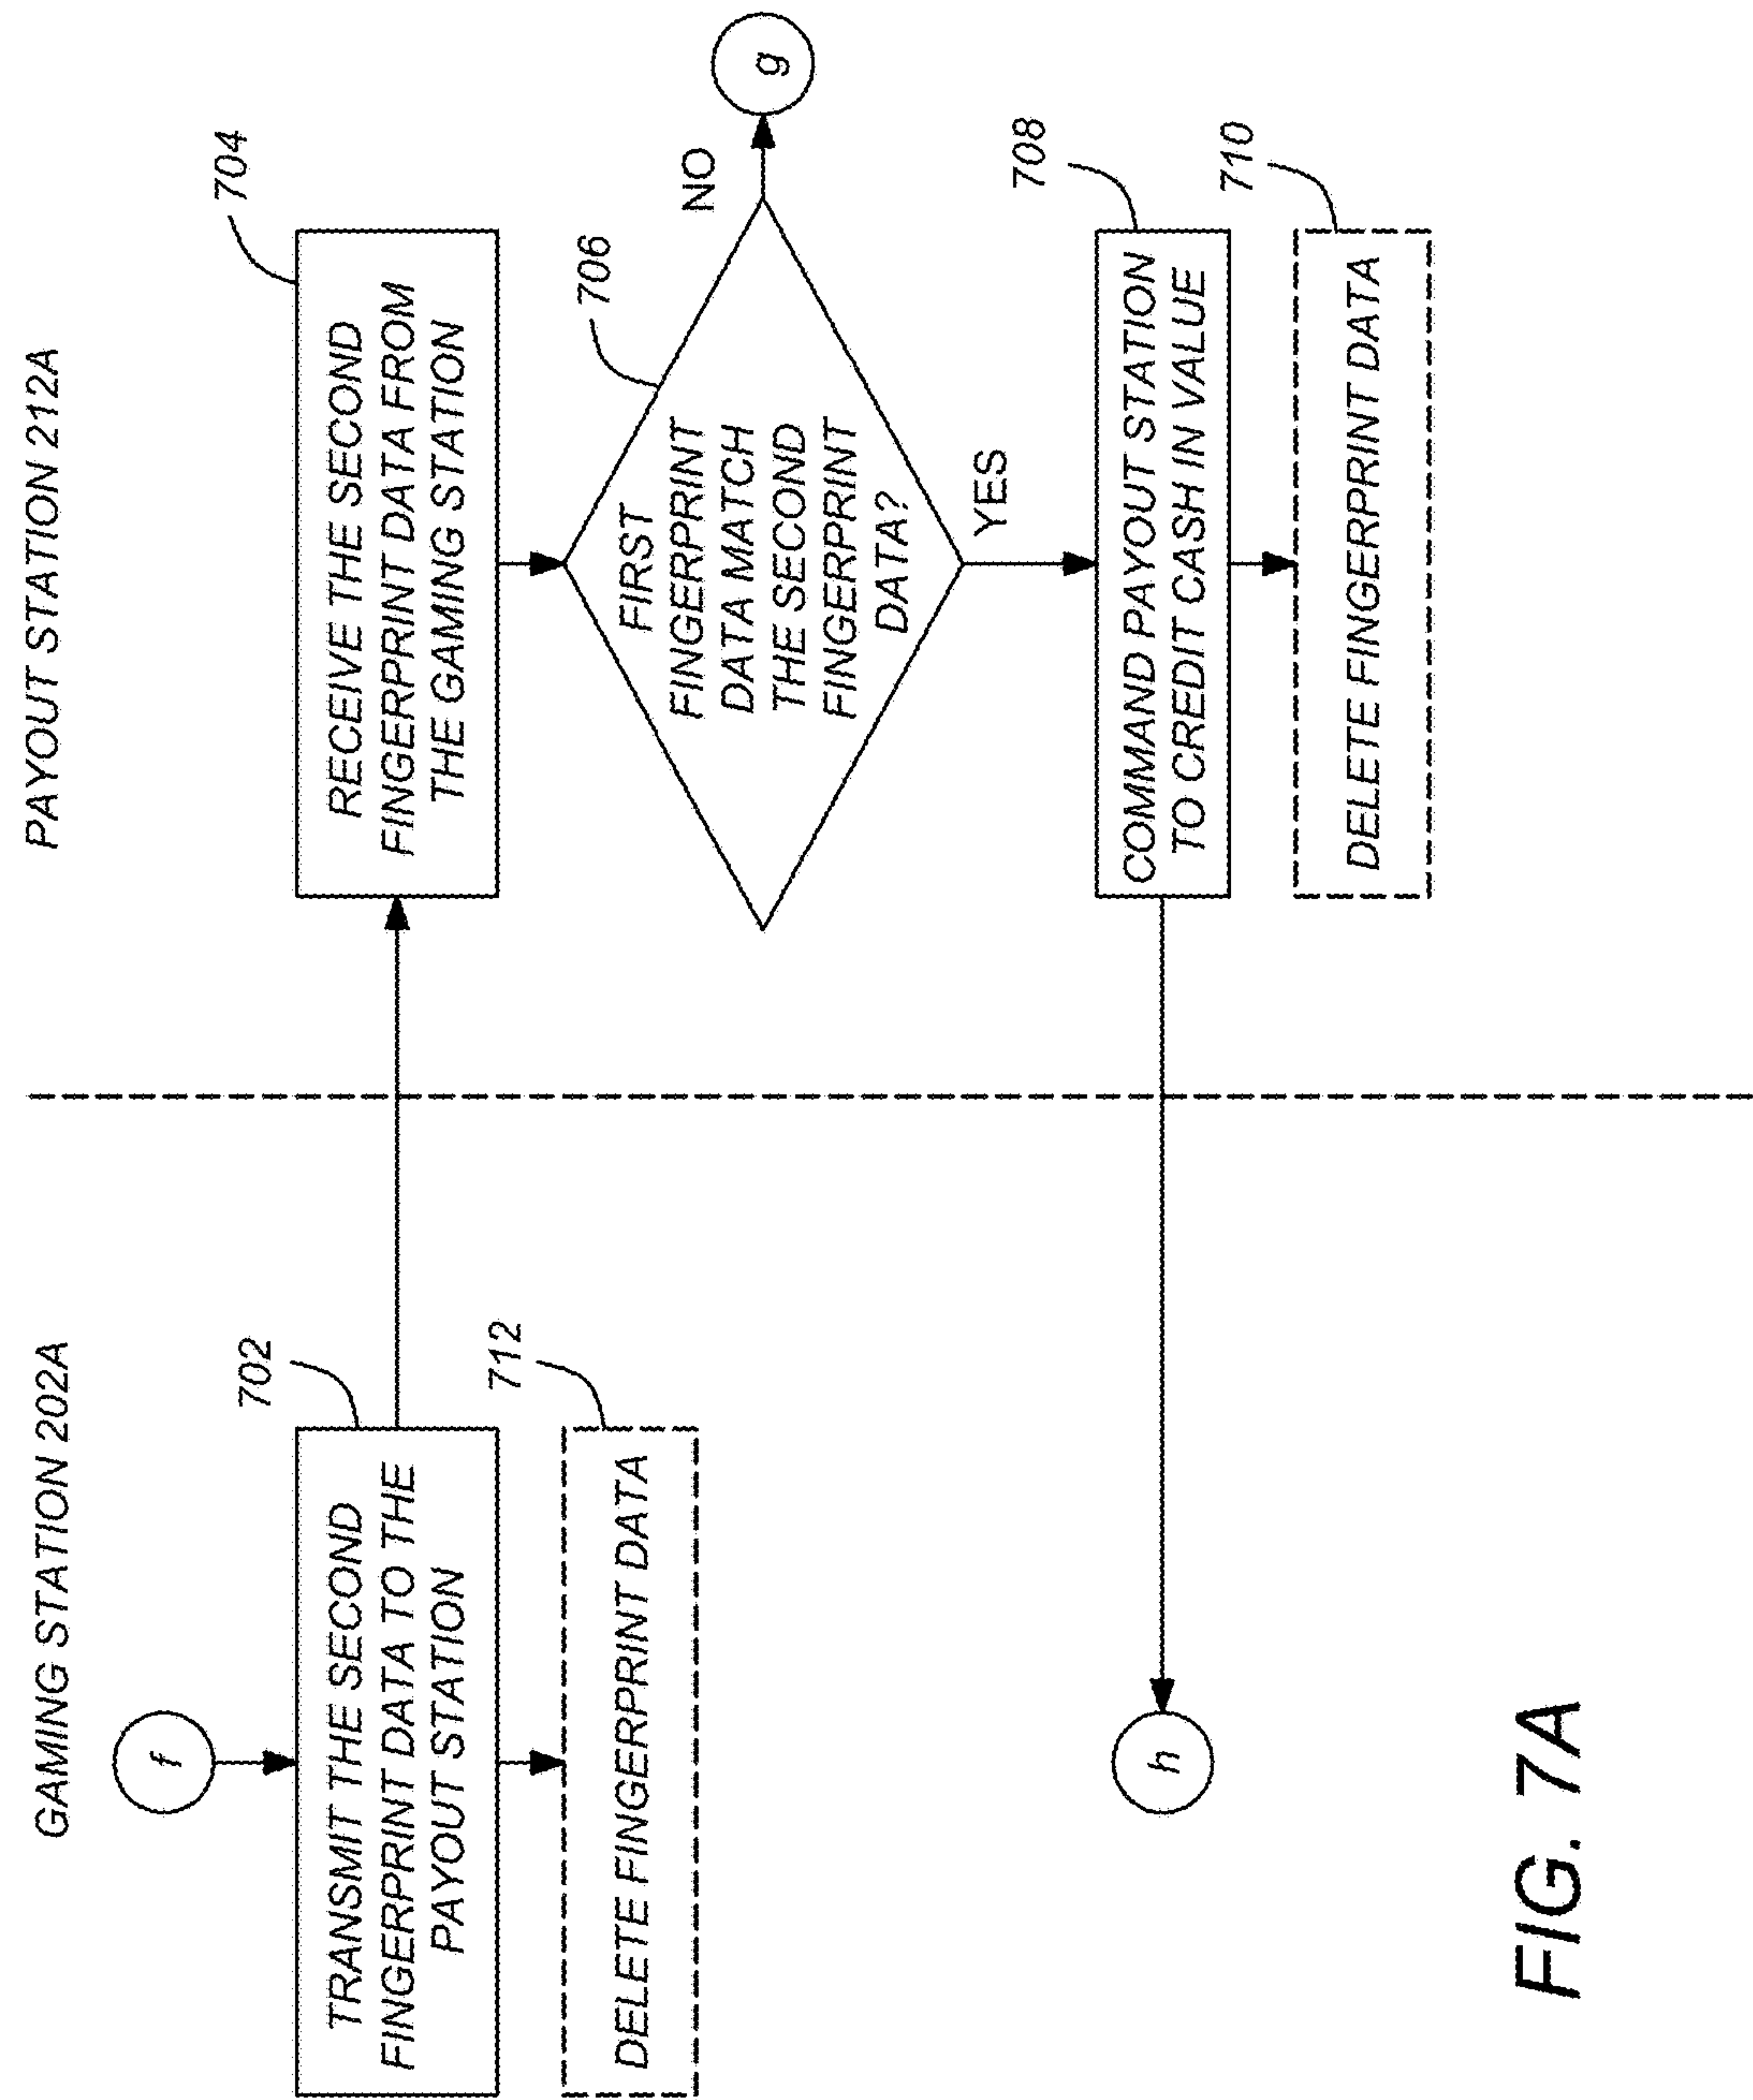 GAMING STATION 202A
f
702
TRANSMIT THE SECOND
FINGERPRINT DATA TO THE
PAYOUT STATION
712
DELETE FINGERPRINT DATA
h
PAYOUT STATION 212A
704
RECEIVE THE SECOND
FINGERPRINT DATA FROM
THE GAMING STATION
706
FIRST
FINGERPRINT
DATA MATCH
THE SECOND
FINGERPRINT
DATA?
NO
g
YES
708
COMMAND PAYOUT STATION
TO CREDIT CASH IN VALUE
710
DELETE FINGERPRINT DATA
FIG. 7A